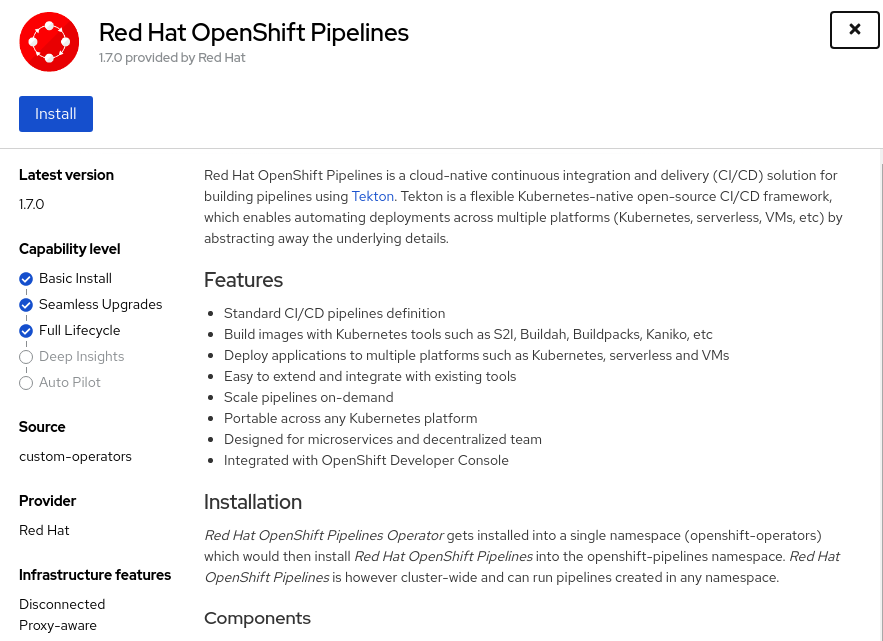 Red Hat OpenShift Pipelines
1.7.0 provided by Red Hat
Install
Latest version
1.7.0
Capability level
Basic Install
Seamless Upgrades
Full Lifecycle
Deep Insights
Auto Pilot
Source
custom-operators
Provider
Red Hat
Infrastructure features
Disconnected
Proxy-aware
Red Hat OpenShift Pipelines is a cloud-native continuous integration and delivery (CI/CD) solution for
building pipelines using Tekton. Tekton is a flexible Kubernetes-native open-source CI/CD framework,
which enables automating deployments across multiple platforms (Kubernetes, serverless, VMs, etc) by
abstracting away the underlying details.
Features
• Standard CI/CD pipelines definition
• Build images with Kubernetes tools such as S2I, Buildah, Buildpacks, Kaniko, etc
• Deploy applications to multiple platforms such as Kubernetes, serverless and VMs
• Easy to extend and integrate with existing tools
• Scale pipelines on-demand
• Portable across any Kubernetes platform
• Designed for microservices and decentralized team
• Integrated with OpenShift Developer Console
Installation
Red Hat OpenShift Pipelines Operator gets installed into a single namespace (openshift-operators)
which would then install Red Hat OpenShift Pipelines into the openshift-pipelines namespace. Red Hat
OpenShift Pipelines is however cluster-wide and can run pipelines created in any namespace.
Components